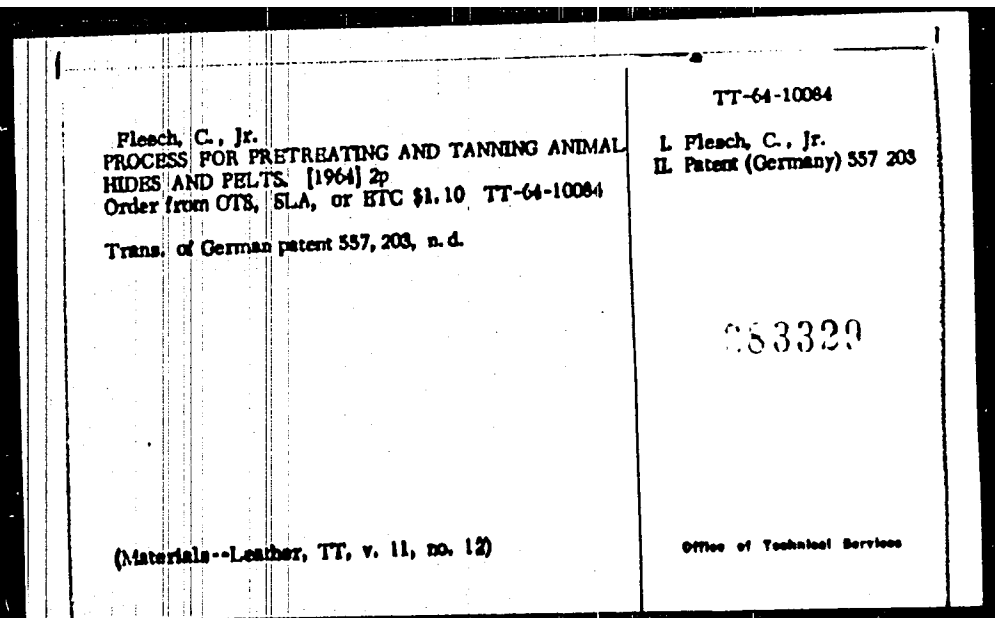 Flesch, C., Jr.
PROCESS FOR PRETREATING AND TANNING ANIMAL
HIDES AND PELTS. [1964] 2p
Order from OTS, SLA, or ETC $1.10 TT-64-10084
Trans. of German patent 557, 203, n.d.
(Materials--Leather, TT, v. 11, no. 12)
TT-64-10084
I. Flesch, C., Jr.
II. Patent (Germany) 557 203
Office of Technical Services